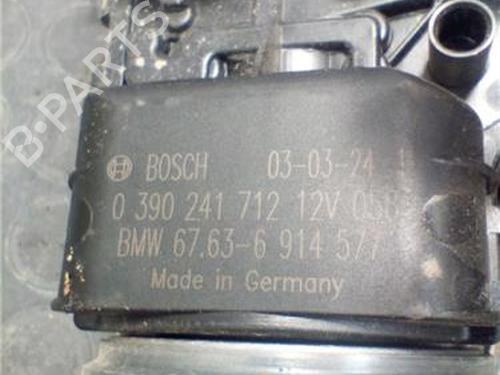 B-PARTS
BOSCH 03-03-24
0 390 241 712 12V
BMW 67.63-6 914 577
Made in Germany